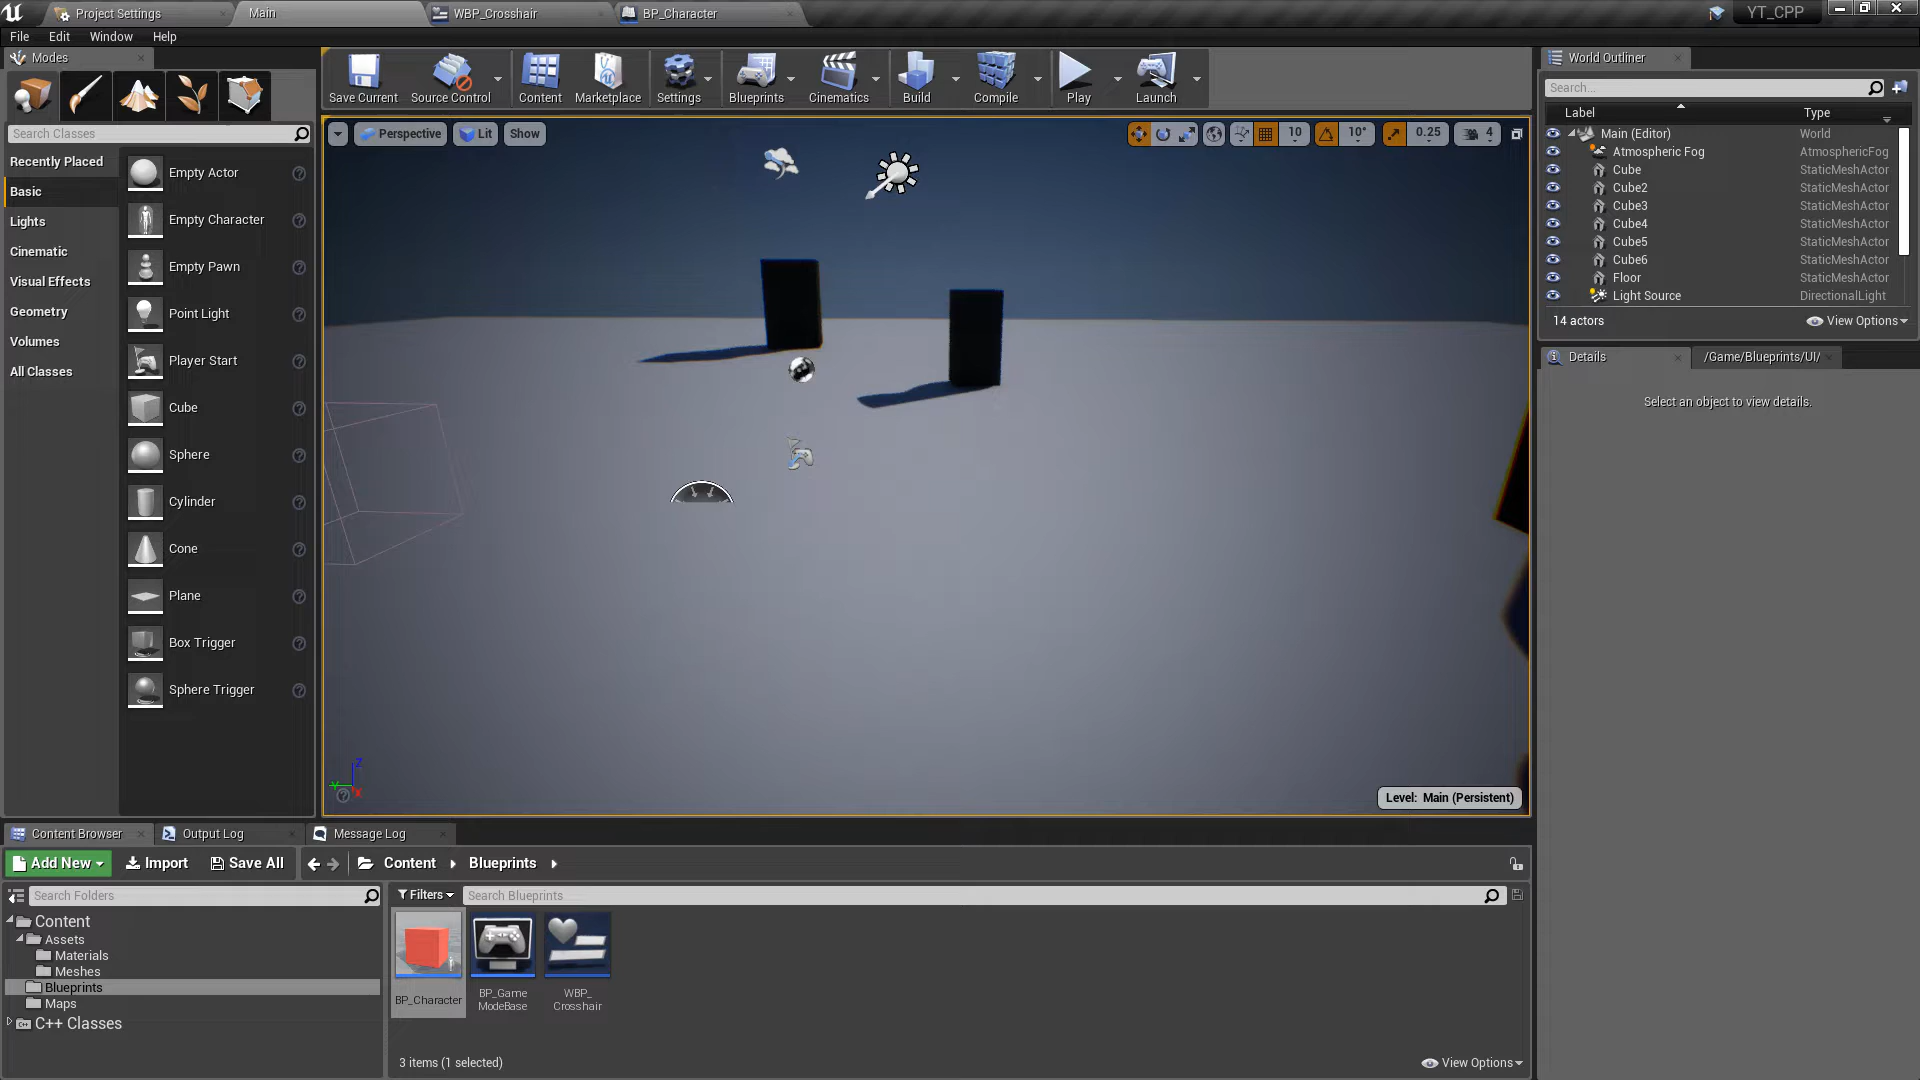 Project Settings
Main
WBP_Crosshair
BP_Character
YT_CPP
File Edit Window Help
Modes
Search Classes
Recently Placed
Basic
Lights
Cinematic
Visual Effects
Geometry
Volumes
All Classes
Empty Actor
Empty Character
Empty Pawn
Point Light
Player Start
Cube
Sphere
Cylinder
Cone
Plane
Box Trigger
Sphere Trigger
Save Current
Source Control
Content
Marketplace
Settings
Blueprints
Cinematics
Build
Compile
Play
Launch
Perspective
Lit
Show
10
10°
0.25
4
Z
Y
X
Level: Main (Persistent)
World Outliner
Search...
Label Type
Main (Editor) World
Atmospheric Fog AtmosphericFog
Cube StaticMeshActor
Cube2 StaticMeshActor
Cube3 StaticMeshActor
Cube4 StaticMeshActor
Cube5 StaticMeshActor
Cube6 StaticMeshActor
Floor StaticMeshActor
Light Source DirectionalLight
14 actors
View Options
Details
/Game/Blueprints/UI/
Select an object to view details.
Content Browser
Output Log
Message Log
Add New
Import
Save All
Content
Blueprints
Search Folders
Content
Assets
Materials
Meshes
Blueprints
Maps
C++ Classes
Filters
Search Blueprints
BP_Character
BP_Game
ModeBase
WBP_
Crosshair
3 items (1 selected)
View Options